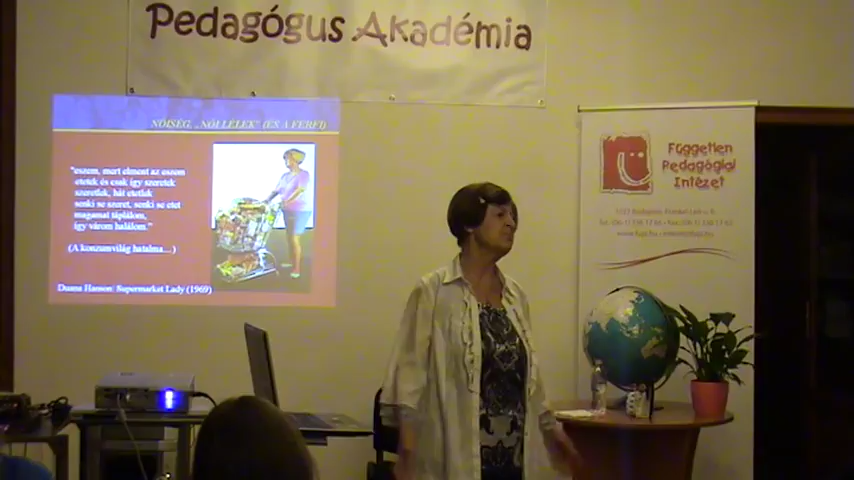 Pedagógus Akadémia
NŐISÉG, „NŐI LÉLEK" (ÉS A FÉRFI)
"eszem, mert elment az eszem
etetek és csak így szeretek
szeretlek, hát etetlek
senki se szeret, senki se etet
magamat táplálom,
így várom halálom."
(A konzumvilág hatalma...)
Duane Hanson: Supermarket Lady (1969)
Független
Pedagógiai
Intézet